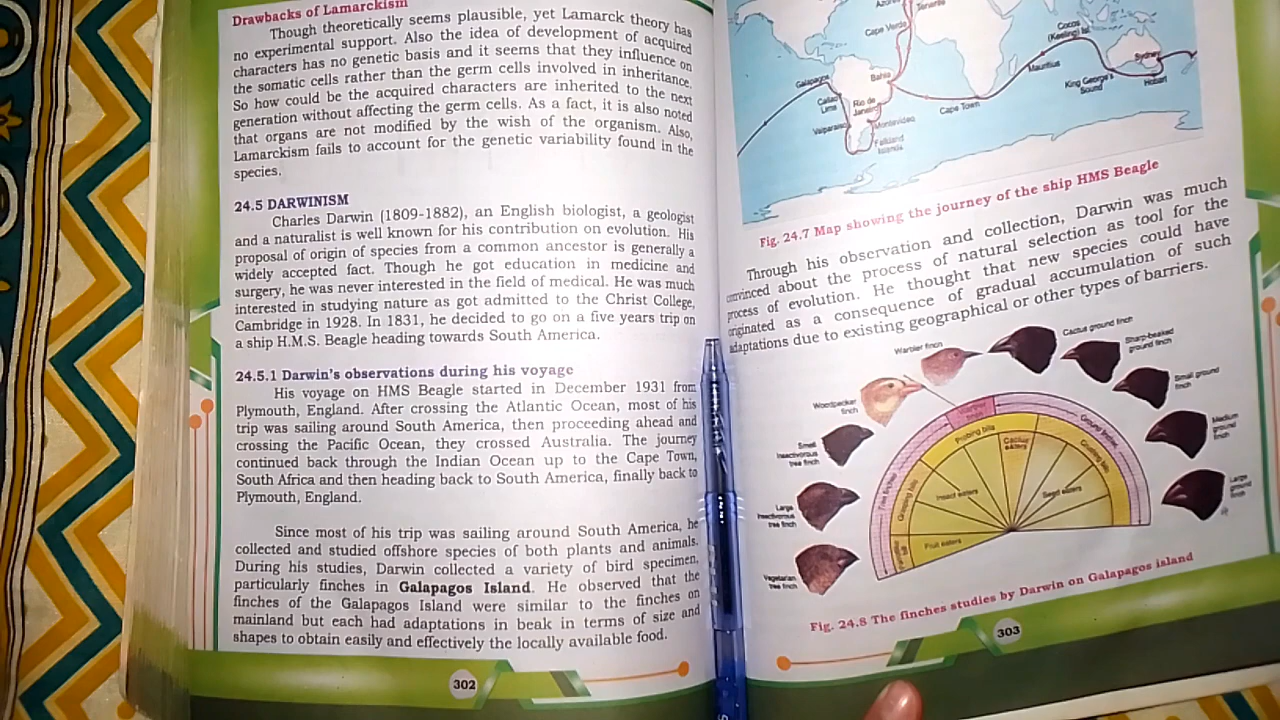 Drawbacks of Lamarckism
Though theoretically seems plausible, yet Lamarck theory has
no experimental support. Also the idea of development of acquired
characters has no genetic basis and it seems that they influence on
the somatic cells rather than the germ cells involved in inheritance.
So how could be the acquired characters are inherited to the next
generation without affecting the germ cells. As a fact, it is also noted
that organs are not modified by the wish of the organism. Also,
Lamarckism fails to account for the genetic variability found in the
species.
24.5 DARWINISM
Charles Darwin (1809-1882), an English biologist, a geologist
and a naturalist is well known for his contribution on evolution. His
proposal of origin of species from a common ancestor is generally a
widely accepted fact. Though he got education in medicine and
surgery, he was never interested in the field of medical. He was much
interested in studying nature as got admitted to the Christ College,
Cambridge in 1928. In 1831, he decided to go on a five years trip on
a ship H.M.S. Beagle heading towards South America.
24.5.1 Darwin's observations during his voyage
His voyage on HMS Beagle started in December 1931 from
Plymouth, England. After crossing the Atlantic Ocean, most of his
trip was sailing around South America, then proceeding ahead and
crossing the Pacific Ocean, they crossed Australia. The journey
continued back through the Indian Ocean up to the Cape Town,
South Africa and then heading back to South America, finally back to
Plymouth, England.
Since most of his trip was sailing around South America, he
collected and studied offshore species of both plants and animals.
During his studies, Darwin collected a variety of bird specimen,
particularly finches in Galapagos Island. He observed that the
finches of the Galapagos Island were similar to the finches on
mainland but each had adaptations in beak in terms of size and
shapes to obtain easily and effectively the locally available food.
302
Tenerife
Cape Verde
Cocos
(Keeling) Isl
Galapagos
Bahia
Sydney
Mauritius
Callao
Lima
Rio de
Janeiro
Cape Town
King George's
Sound
Hobart
Valparaiso
Montevideo
Falkland
Islands
Fig. 24.7 Map showing the journey of the ship HMS Beagle
Through his observation and collection, Darwin was much
convinced about the process of natural selection as tool for the
process of evolution. He thought that new species could have
originated as a consequence of gradual accumulation of such
adaptations due to existing geographical or other types of barriers.
Warbler finch
Cactus ground finch
Sharp-beaked
ground finch
Small ground
finch
Woodpecker
finch
Medium
ground
finch
Small
insectivorous
tree finch
Large
ground
finch
Large
insectivorous
tree finch
Vegetarian
tree finch
Probing bills
Cactus
eaters
Ground finches
Crushing bills
Tree finches
Grasping bills
Insect eaters
Seed eaters
Fruit eaters
Fig. 24.8 The finches studies by Darwin on Galapagos island
303